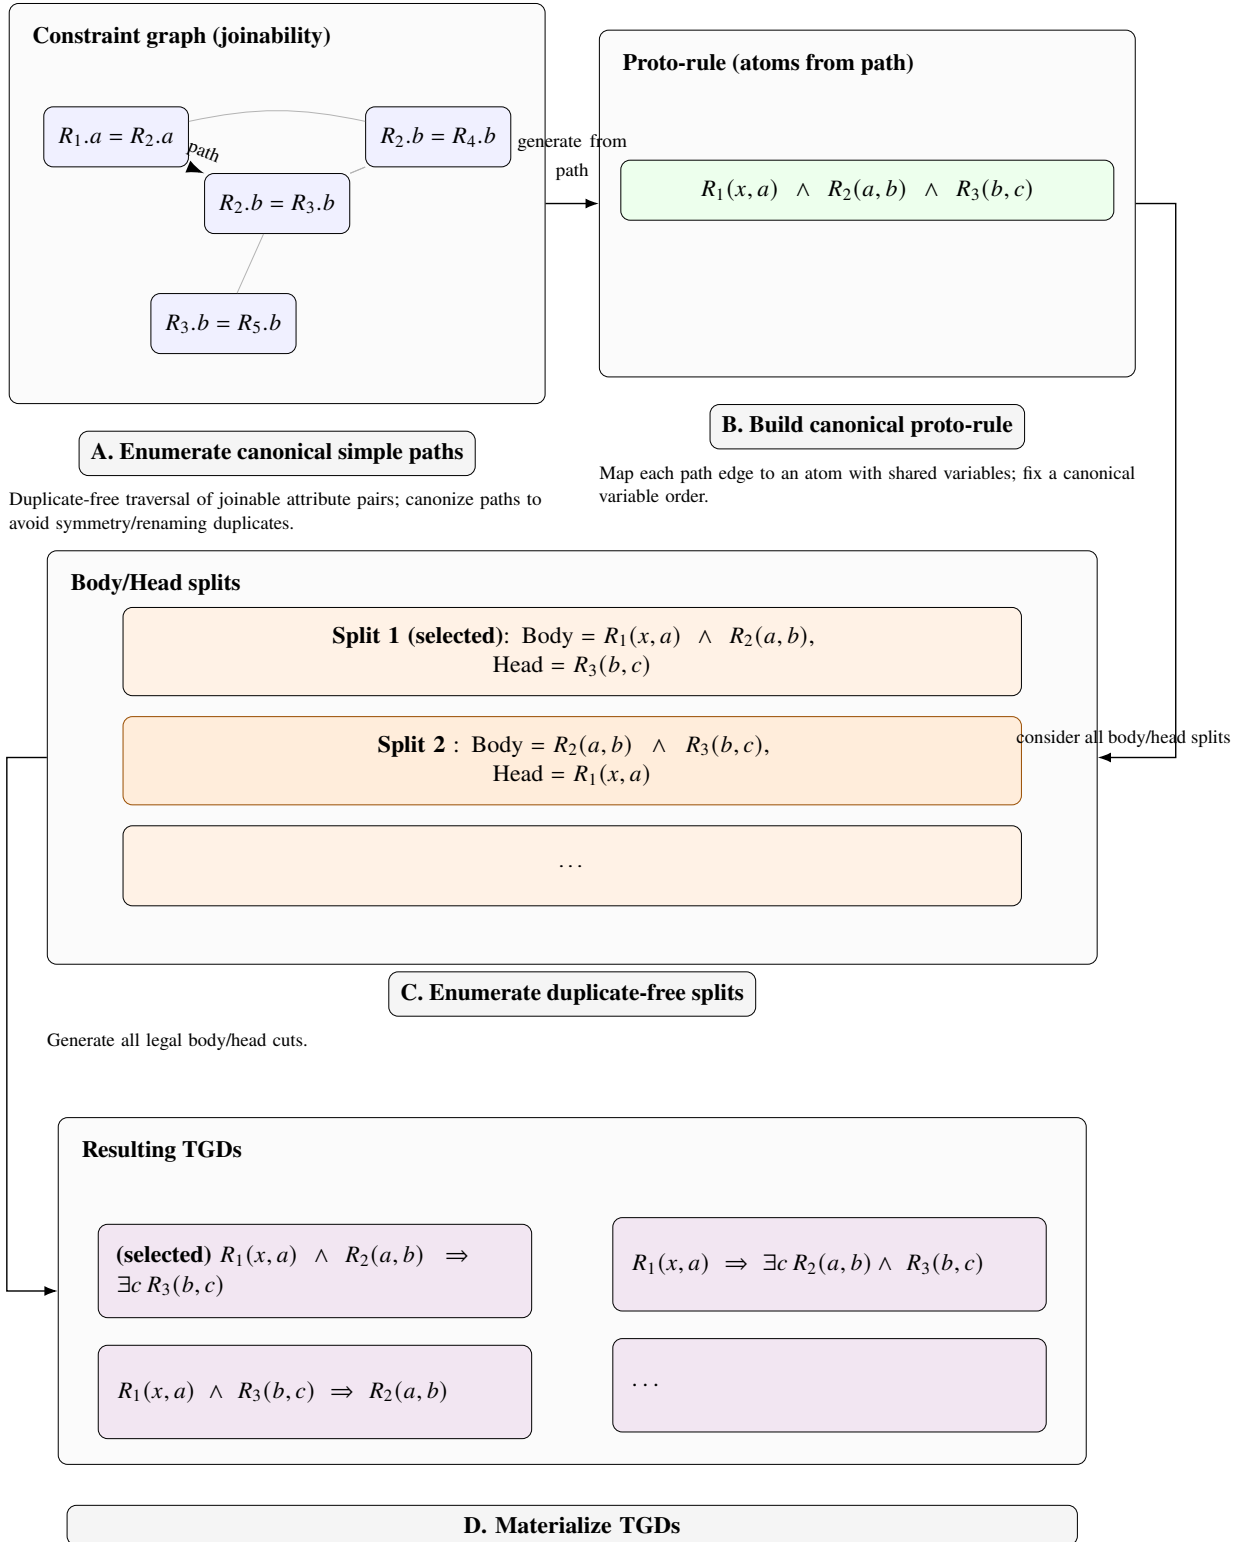 Constraint graph (joinability)
R₁.a = R₂.a
R₂.b = R₄.b
path
R₂.b = R₃.b
R₃.b = R₅.b
generate from
path
Proto-rule (atoms from path)
R₁(x, a) ∧ R₂(a, b) ∧ R₃(b, c)
A. Enumerate canonical simple paths
Duplicate-free traversal of joinable attribute pairs; canonize paths to
avoid symmetry/renaming duplicates.
B. Build canonical proto-rule
Map each path edge to an atom with shared variables; fix a canonical
variable order.
Body/Head splits
Split 1 (selected): Body = R₁(x, a) ∧ R₂(a, b),
Head = R₃(b, c)
Split 2 : Body = R₂(a, b) ∧ R₃(b, c),
Head = R₁(x, a)
. . .
consider all body/head splits
C. Enumerate duplicate-free splits
Generate all legal body/head cuts.
Resulting TGDs
(selected) R₁(x, a) ∧ R₂(a, b) ⇒
∃c R₃(b, c)
R₁(x, a) ⇒ ∃c R₂(a, b) ∧ R₃(b, c)
R₁(x, a) ∧ R₃(b, c) ⇒ R₂(a, b)
. . .
D. Materialize TGDs